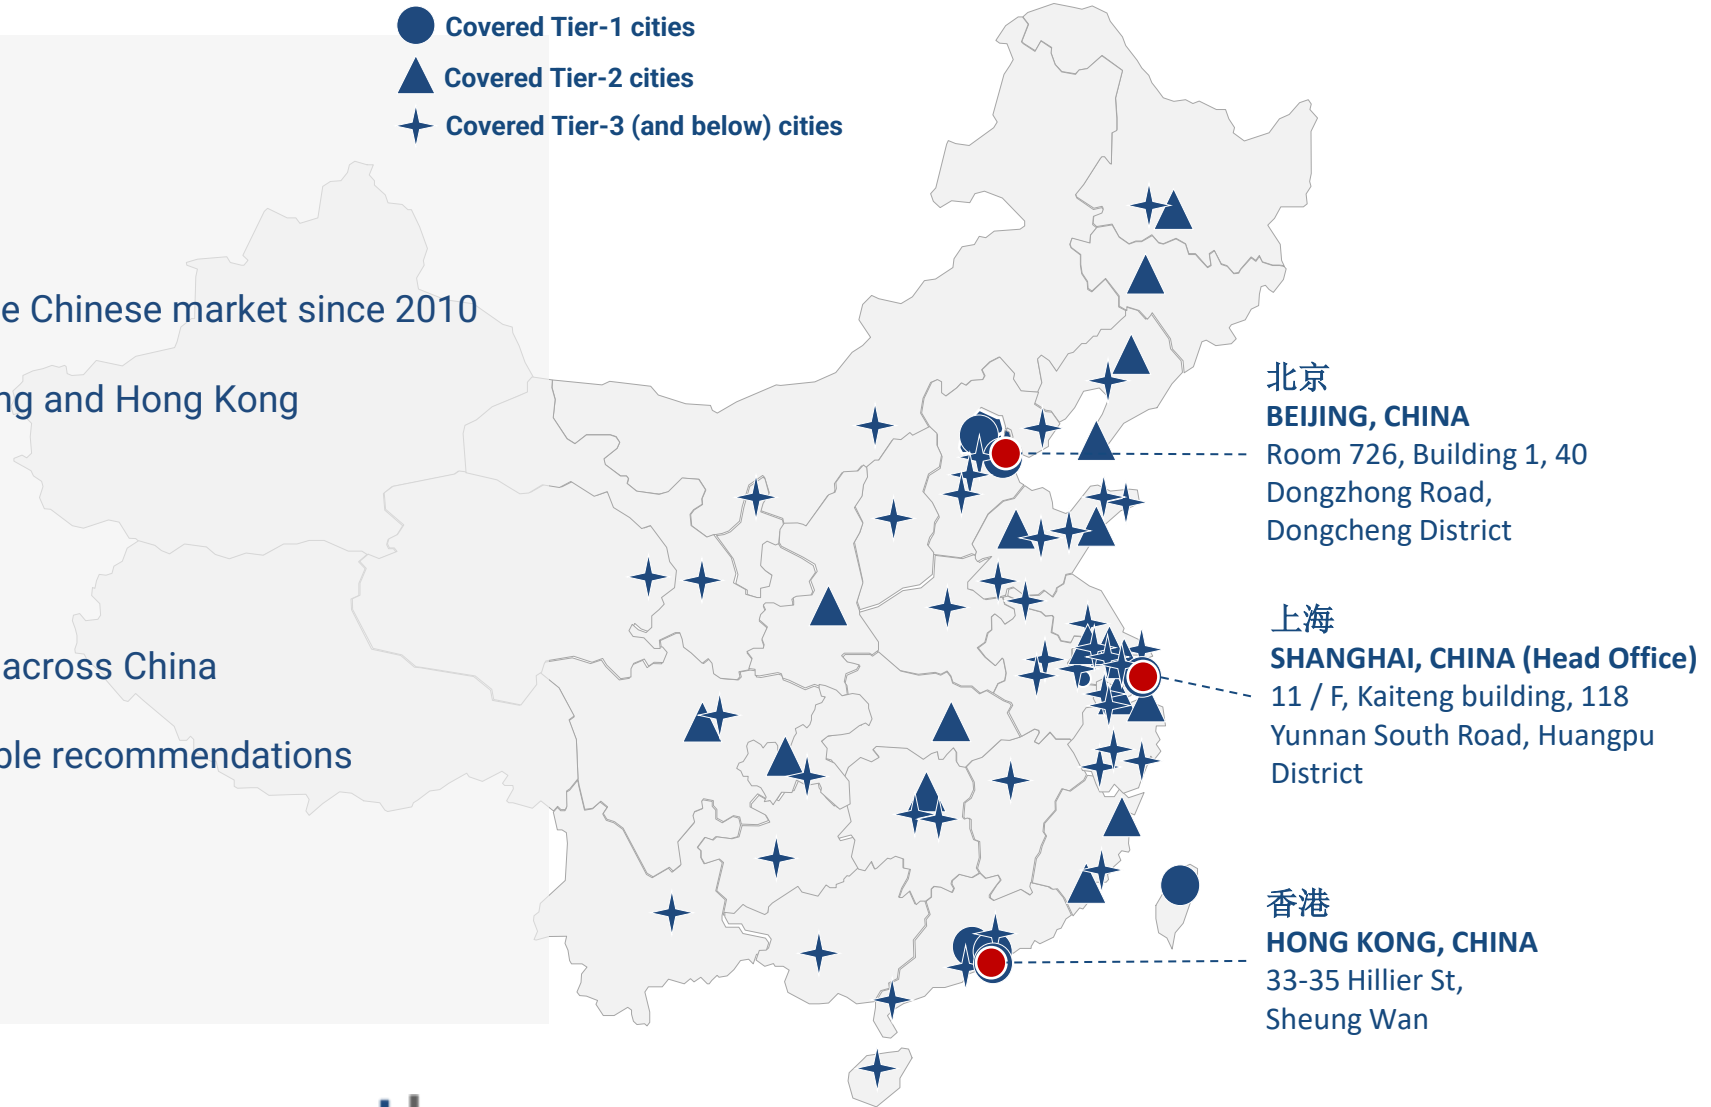 Covered Tier-1 cities
Covered Tier-2 cities
Covered Tier-3 (and below) cities
e Chinese market since 2010
ng and Hong Kong
across China
ble recommendations
北京
BEIJING, CHINA
Room 726, Building 1, 40
Dongzhong Road,
Dongcheng District
上海
SHANGHAI, CHINA (Head Office)
11 / F, Kaiteng building, 118
Yunnan South Road, Huangpu
District
香港
HONG KONG, CHINA
33-35 Hillier St,
Sheung Wan